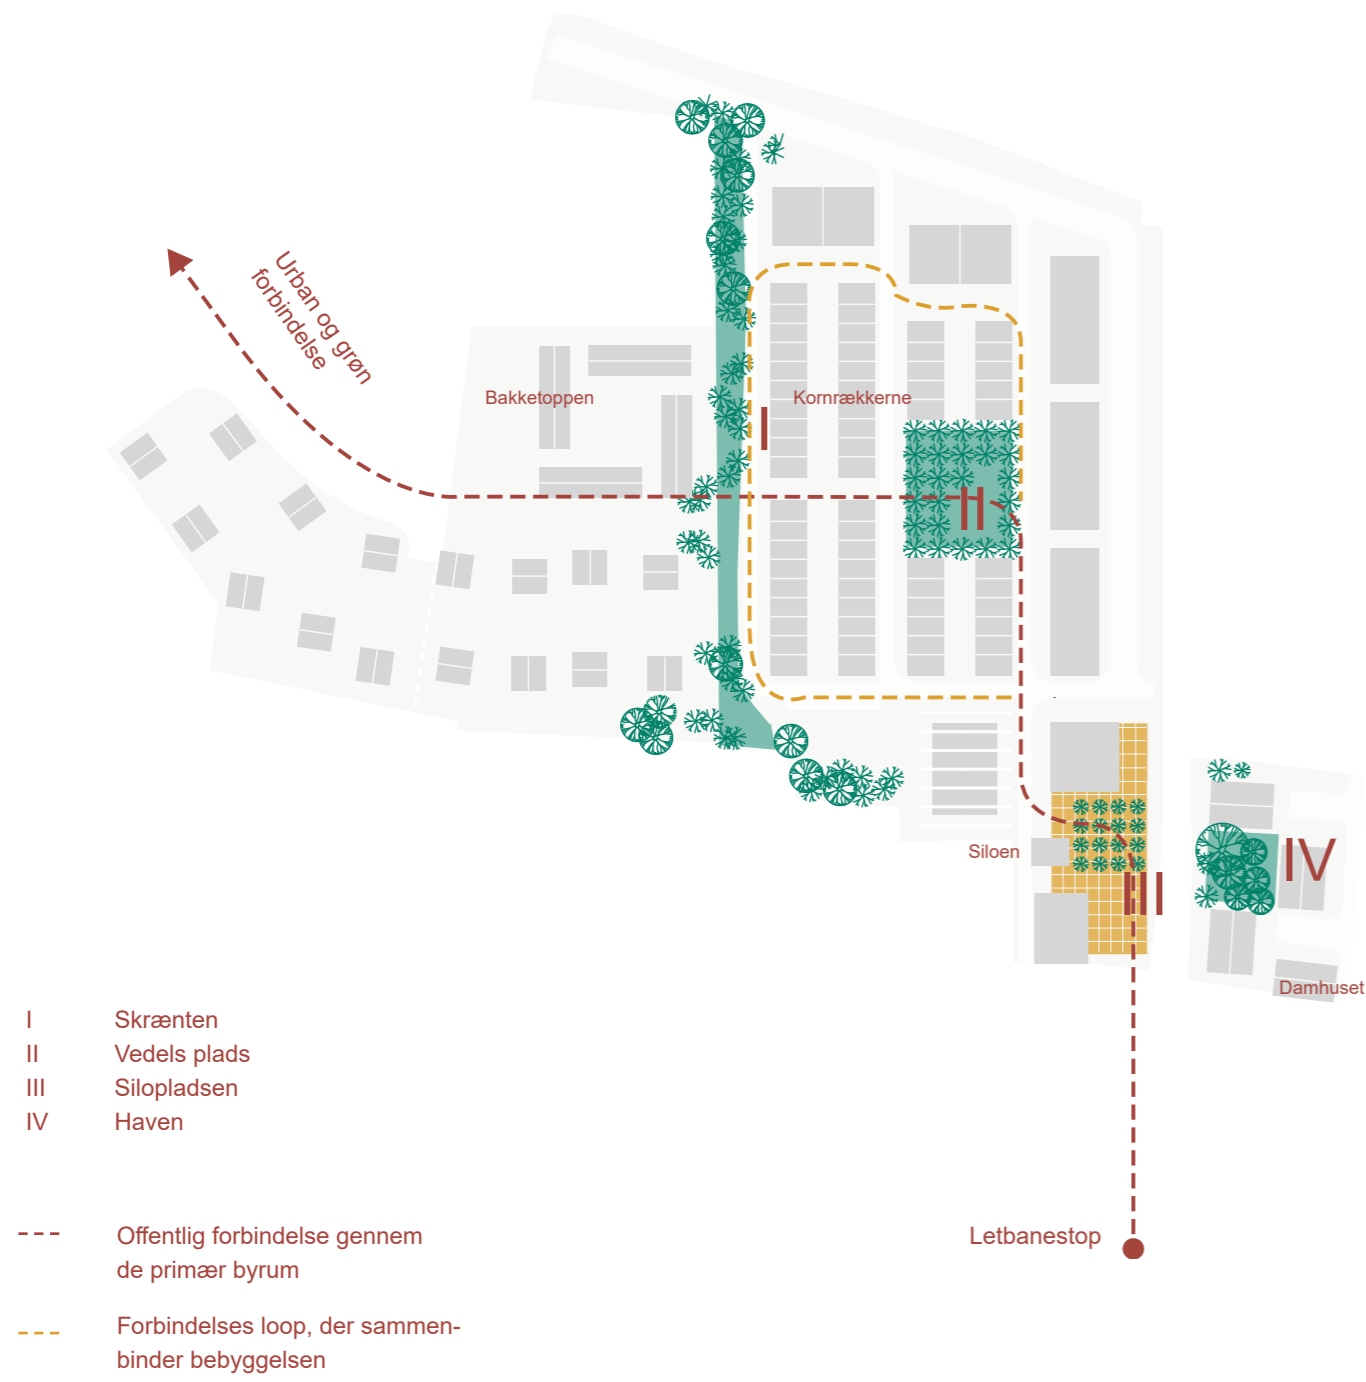 Urban og grøn
forbindelse
Bakketoppen
Kornrækkerne
I
II
Siloen
III
IV
Damhuset
I Skrænten
II Vedels plads
III Silopladsen
IV Haven
Letbanestop
Offentlig forbindelse gennem
de primær byrum
Forbindelses loop, der sammen-
binder bebyggelsen